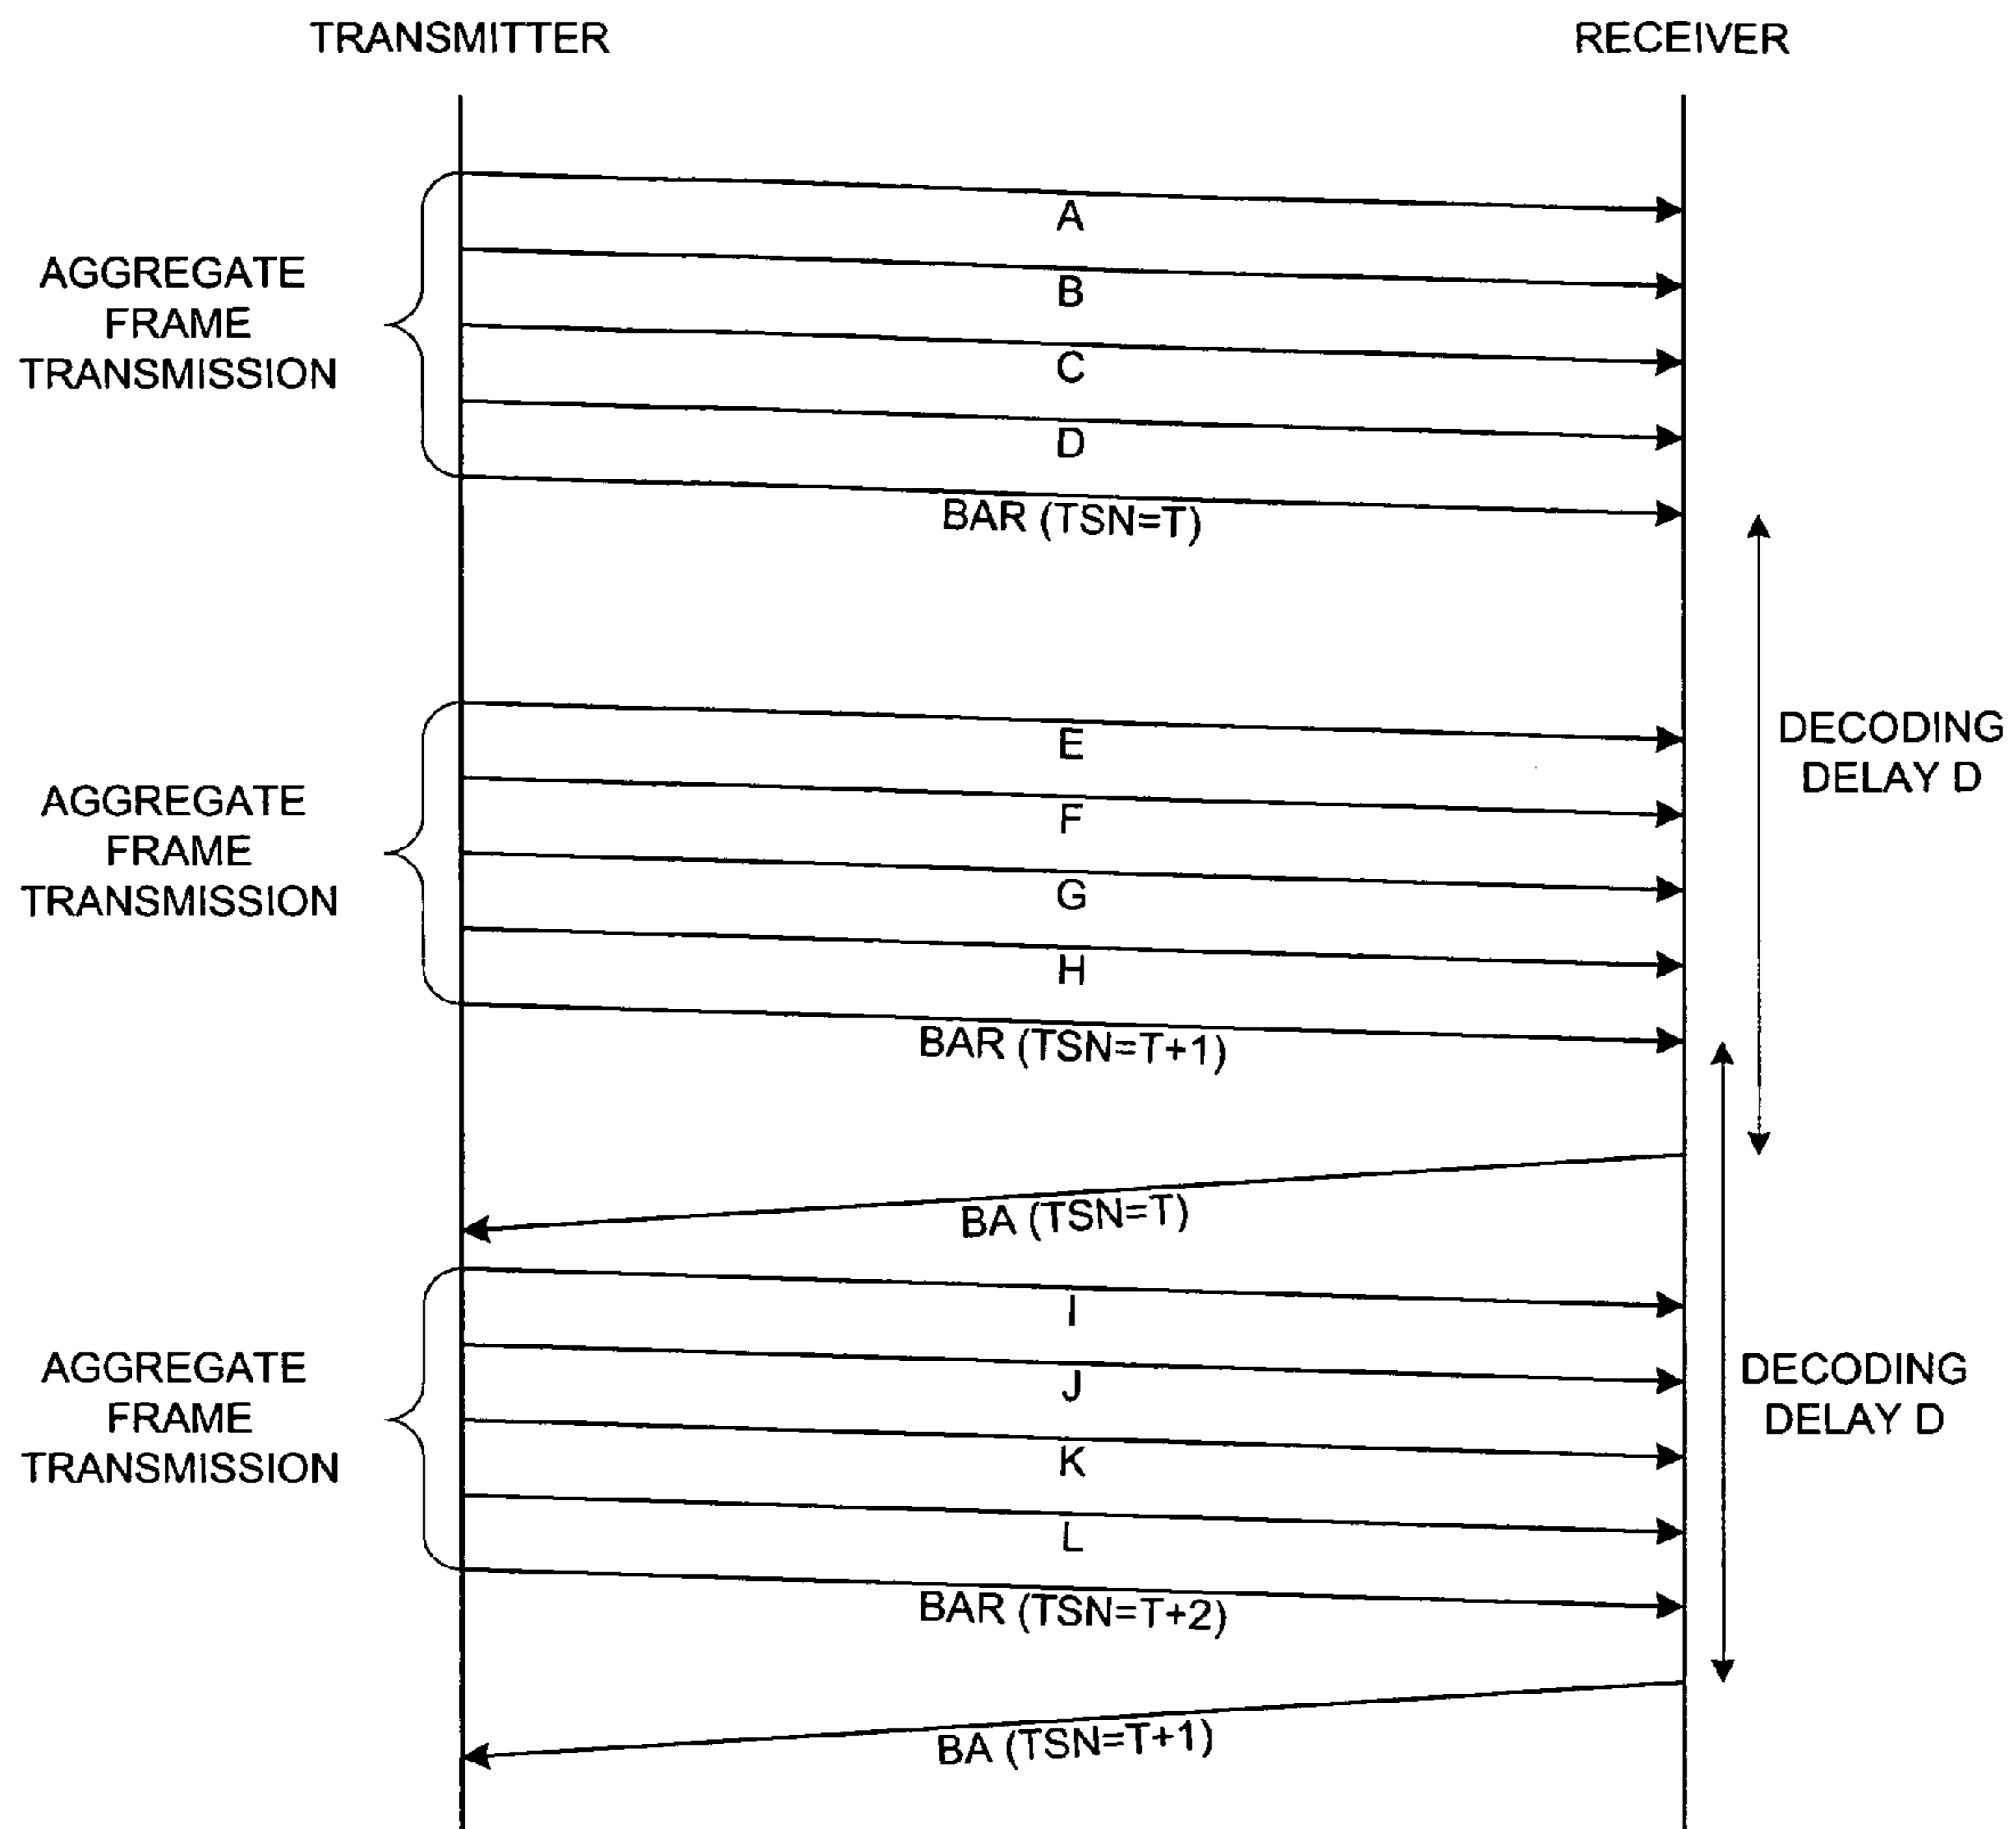 TRANSMITTER
RECEIVER
A
AGGREGATE
FRAME
TRANSMISSION
B
C
D
BAR (TSN=T)
E
DECODING
DELAY D
AGGREGATE
FRAME
TRANSMISSION
F
G
H
BAR (TSN=T+1)
BA (TSN=T)
I
AGGREGATE
FRAME
TRANSMISSION
J
DECODING
DELAY D
K
L
BAR (TSN=T+2)
BA (TSN=T+1)